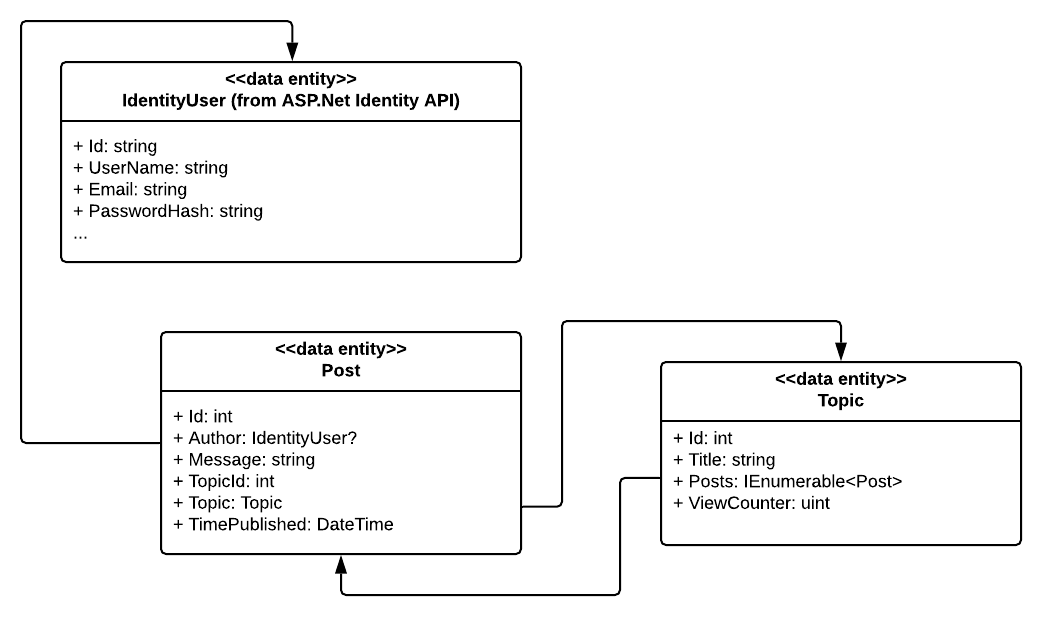 <<data entity>>
IdentityUser (from ASP.Net Identity API)
+ Id: string
+ UserName: string
+ Email: string
+ PasswordHash: string
...
<<data entity>>
Post
+ Id: int
+ Author: IdentityUser?
+ Message: string
+ TopicId: int
+ Topic: Topic
+ TimePublished: DateTime
<<data entity>>
Topic
+ Id: int
+ Title: string
+ Posts: IEnumerable<Post>
+ ViewCounter: uint